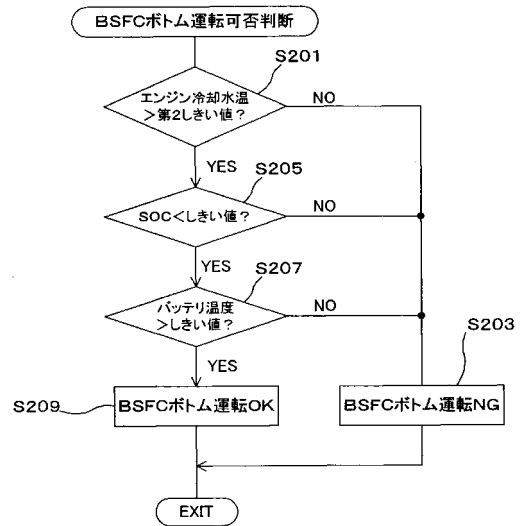 BSFCボトム運転可否判断
S201
エンジン冷却水温
>第2しきい値?
NO
YES
S205
SOC<しきい値?
NO
YES
S207
バッテリ温度
>しきい値?
NO
YES
S203
S209
BSFCボトム運転OK
BSFCボトム運転NG
EXIT